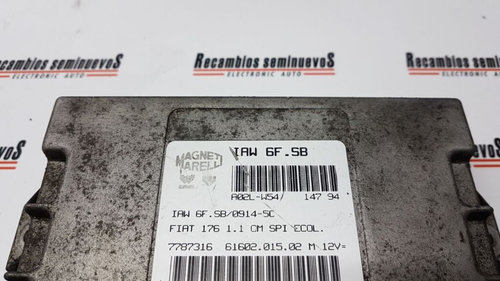 Recambios seminuevoS
ELECTRONIC AUTO
Recambios seminuevoS
ELECTRONIC AUTO
Recambios seminuevoS
ELECTRONIC AUTO
IAW 6F.SB
MAGNETI
MARELLI
A02L-W54/ 147 94
IAW 6F.SB/0914-5C
FIAT 176 1.1 CM SPI ECOL.
7787316 61602.015.02 M 12V=